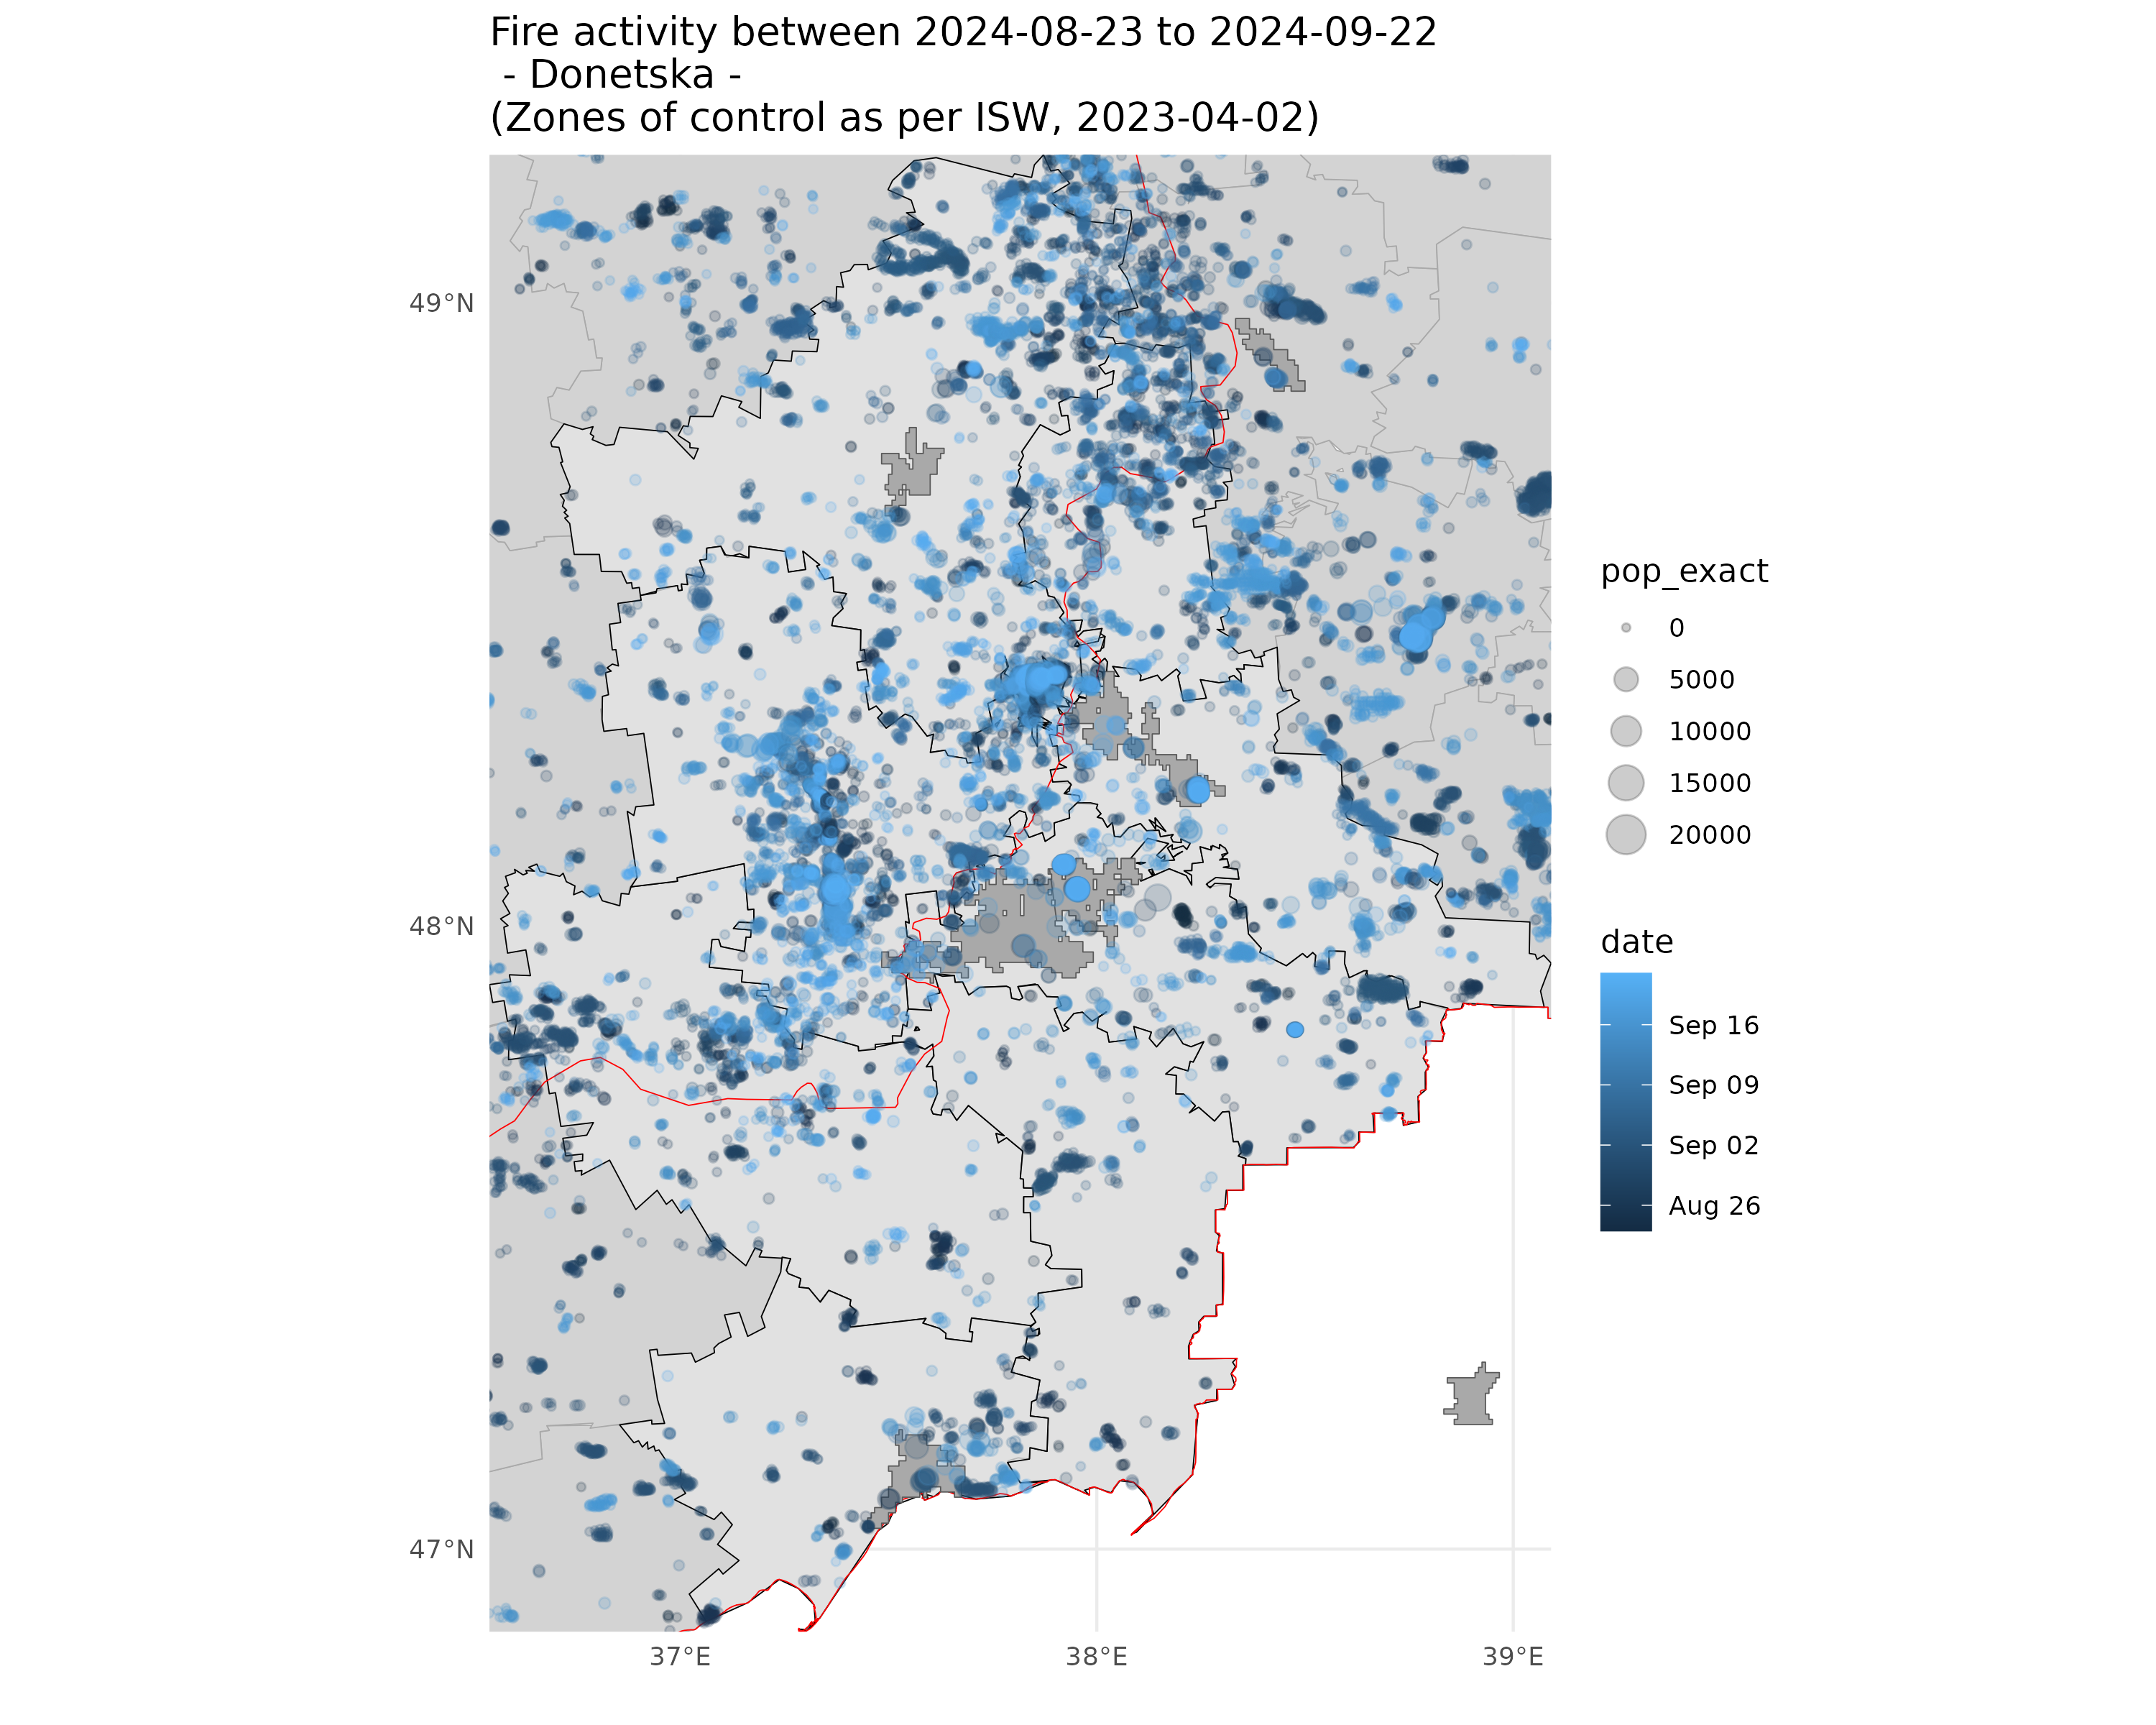 Fire activity between 2024-08-23 to 2024-09-22
- Donetska -
(Zones of control as per ISW, 2023-04-02)
49°N
48°N
47°N
37°E
38°E
39°E
pop_exact
0
5000
10000
15000
20000
date
Sep 16
Sep 09
Sep 02
Aug 26